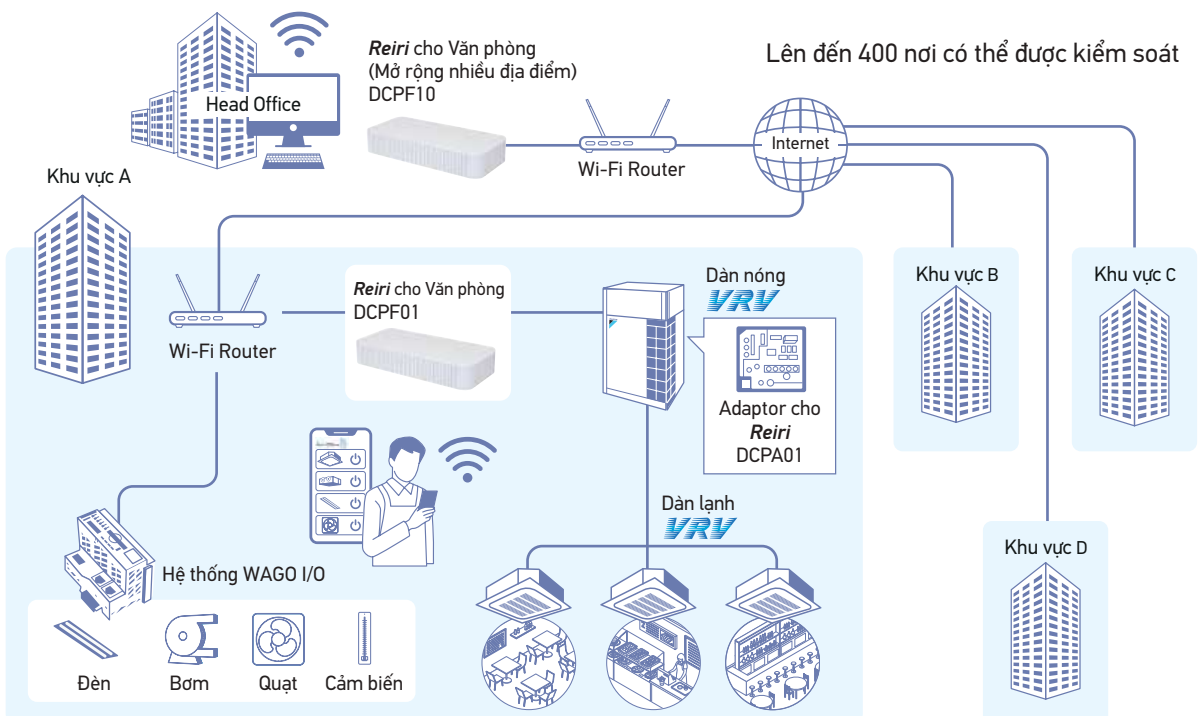 Lên đến 400 nơi có thể được kiểm soát
Reiri cho Văn phòng
(Mở rộng nhiều địa điểm)
DCPF10
Head Office
Wi-Fi Router
Internet
Khu vực A
Wi-Fi Router
Reiri cho Văn phòng
DCPF01
Dàn nóng
VRV
Adaptor cho
Reiri
DCPA01
Khu vực B
Khu vực C
Dàn lạnh
VRV
Khu vực D
Hệ thống WAGO I/O
Đèn
Bơm
Quạt
Cảm biến